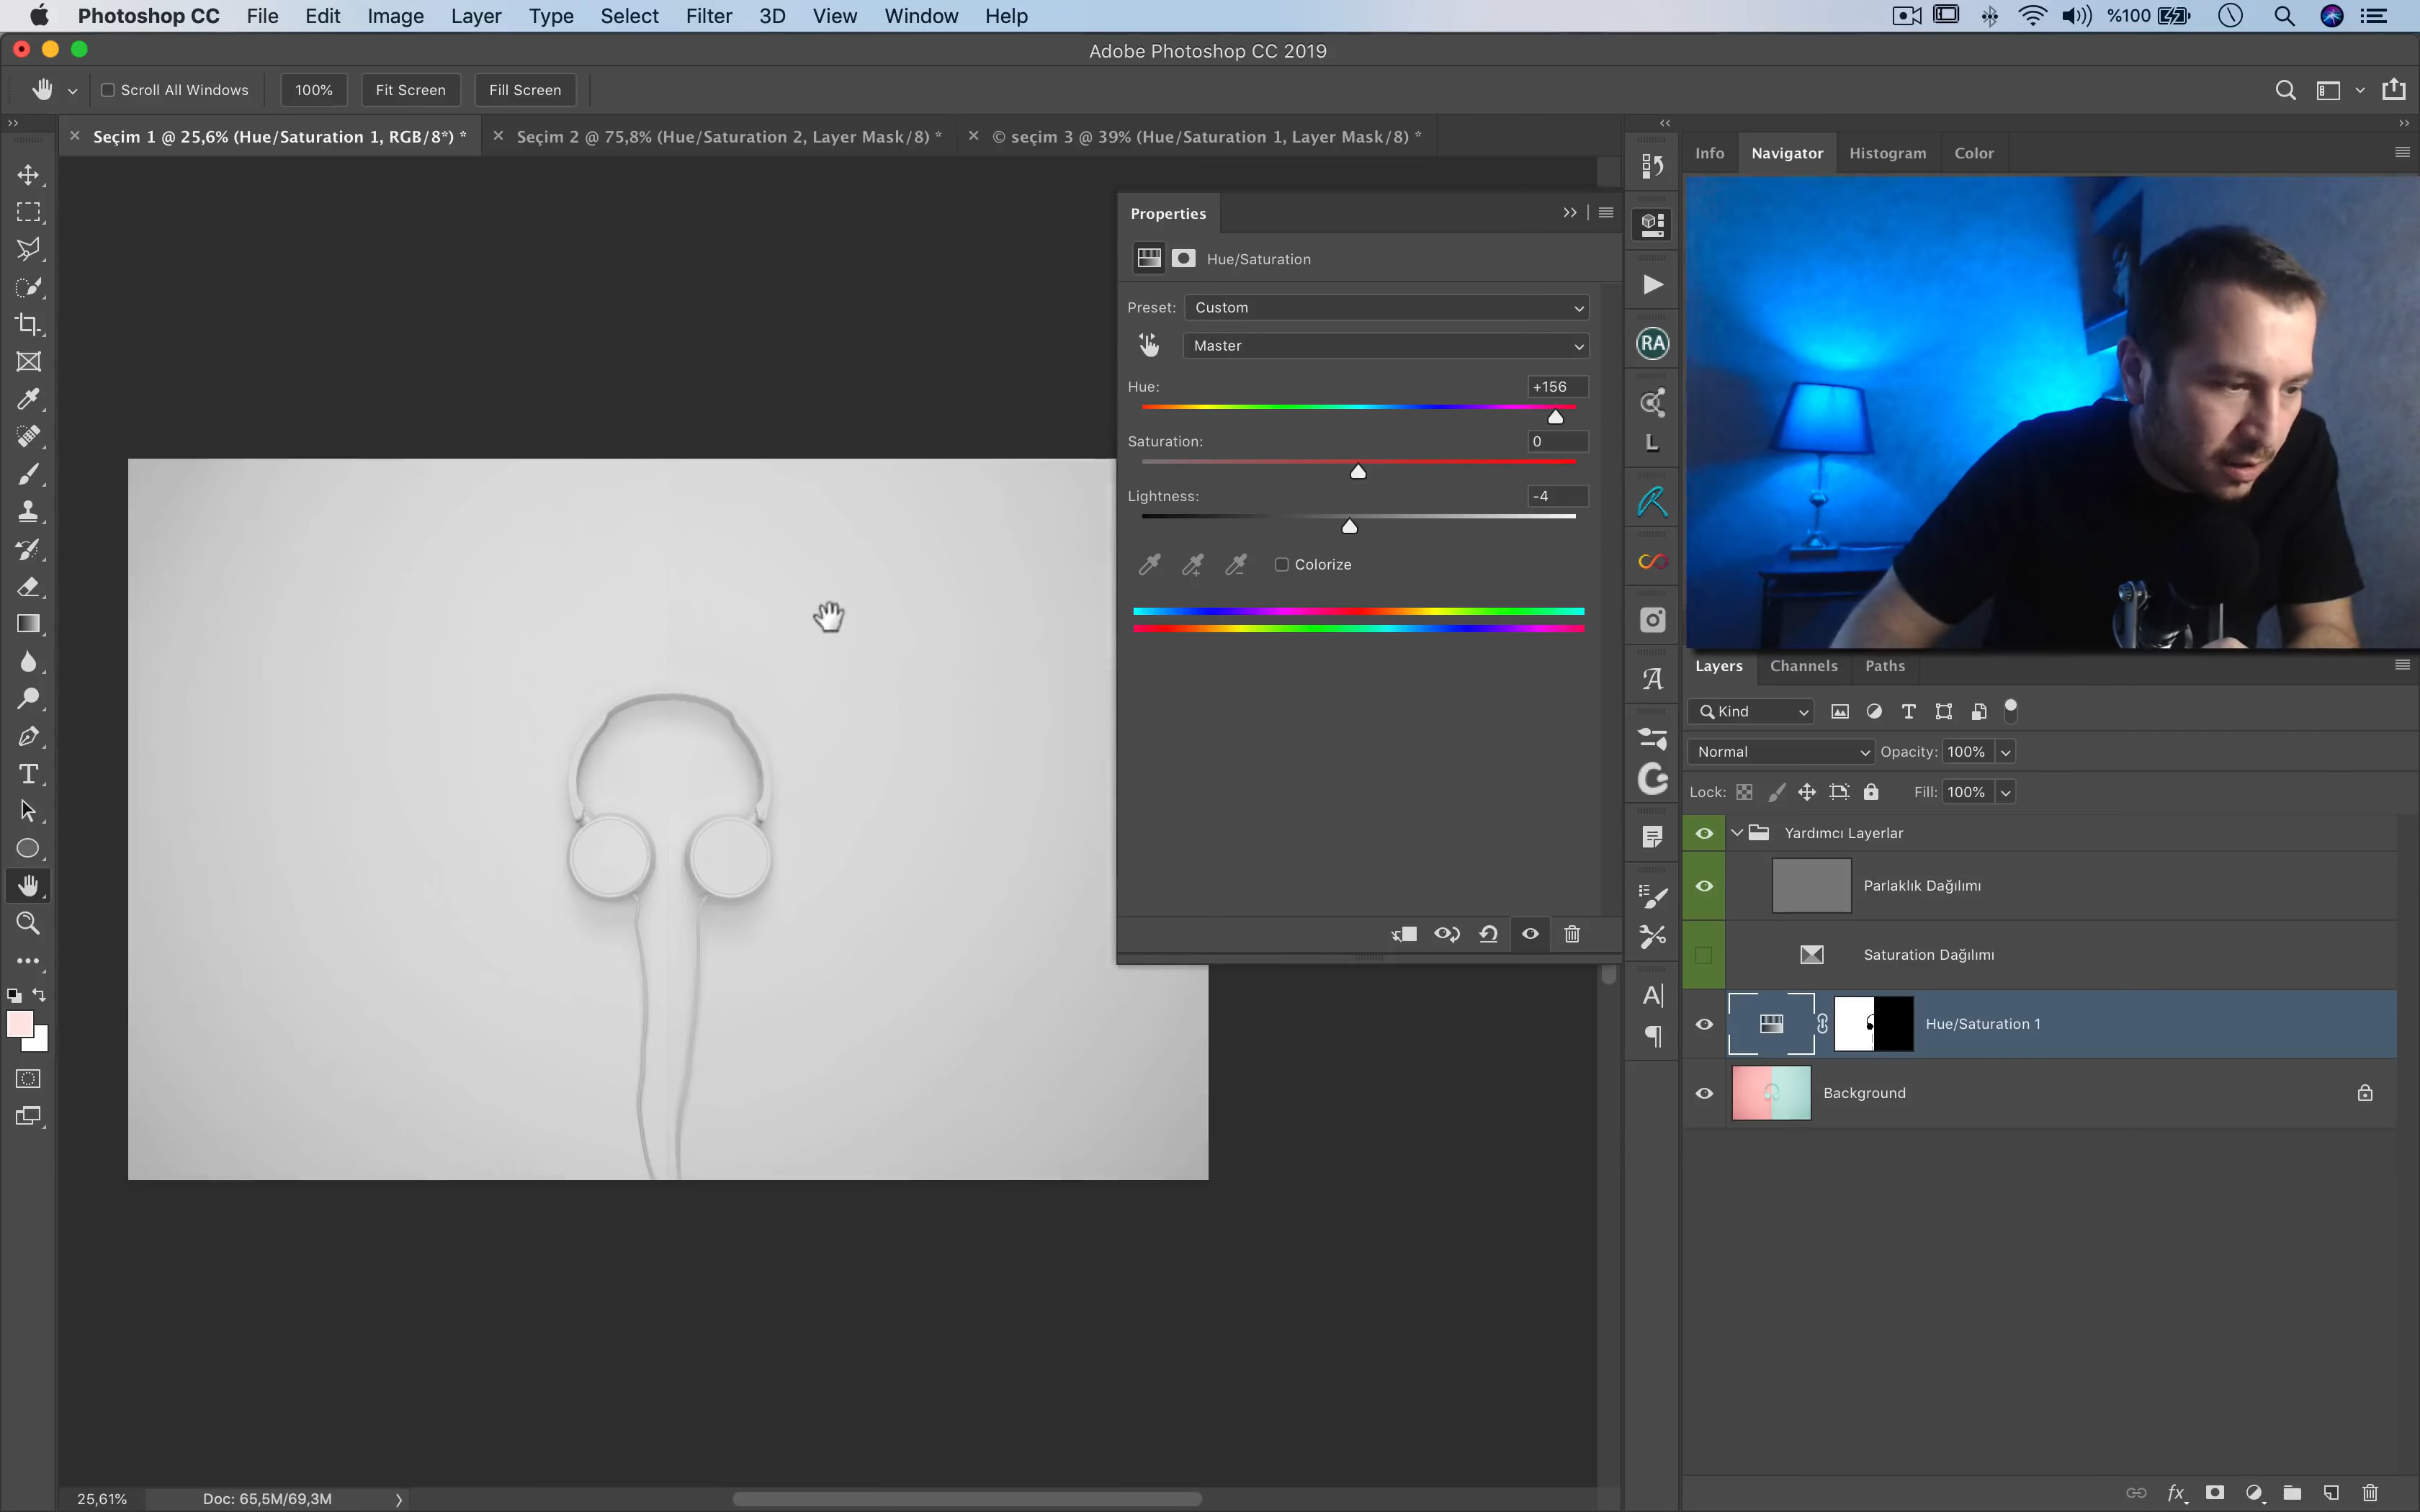 Photoshop CC File Edit Image Layer Type Select Filter 3D View Window Help %100
Adobe Photoshop CC 2019
Scroll All Windows 100% Fit Screen Fill Screen
Seçim 1 @ 25,6% (Hue/Saturation 1, RGB/8*) * Seçim 2 @ 75,8% (Hue/Saturation 2, Layer Mask/8) * © seçim 3 @ 39% (Hue/Saturation 1, Layer Mask/8) *
Info Navigator Histogram Color
Properties
Hue/Saturation
Preset: Custom
Master
Hue: +156
Saturation: 0
Lightness: -4
Colorize
RA
L
Layers Channels Paths
Kind
Normal Opacity: 100%
Lock: Fill: 100%
Yardımcı Layerlar
Parlaklık Dağılımı
Saturation Dağılımı
Hue/Saturation 1
Background
25,61% Doc: 65,5M/69,3M